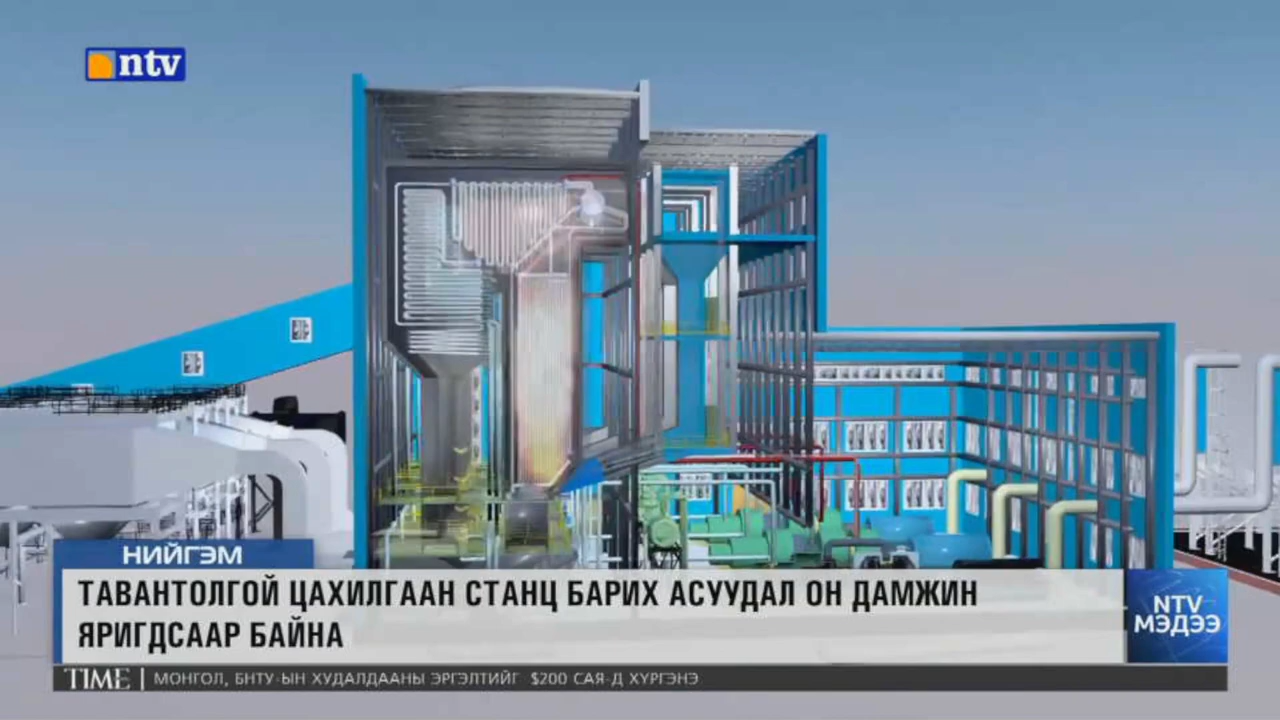 ntv
НИЙГЭМ
ТАВАНТОЛГОЙ ЦАХИЛГААН СТАНЦ БАРИХ АСУУДАЛ ОН ДАМЖИН
ЯРИГДСААР БАЙНА
NTV
МЭДЭЭ
TIME | МОНГОЛ, БНТУ-ЫН ХУДАЛДААНЫ ЭРГЭЛТИЙГ $200 САЯ-Д ХҮРГЭНЭ